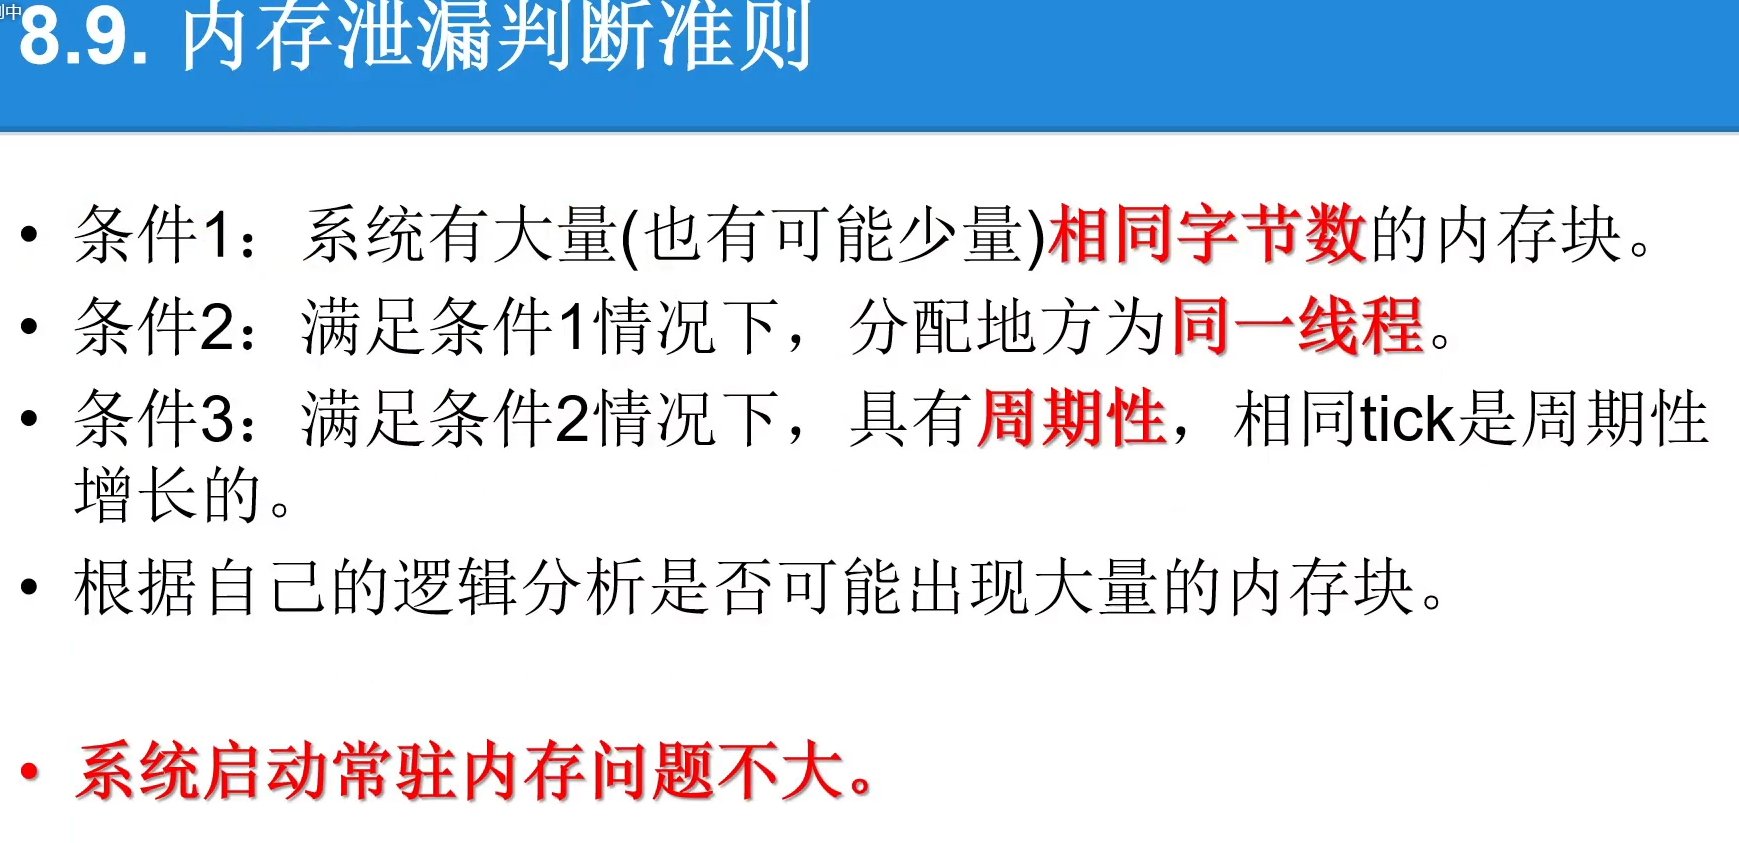 8.9. 内存泄漏判断准则
• 条件1：系统有大量(也有可能少量)相同字节数的内存块。
• 条件2：满足条件1情况下，分配地方为同一线程。
• 条件3：满足条件2情况下，具有周期性，相同tick是周期性
增长的。
• 根据自己的逻辑分析是否可能出现大量的内存块。
• 系统启动常驻内存问题不大。